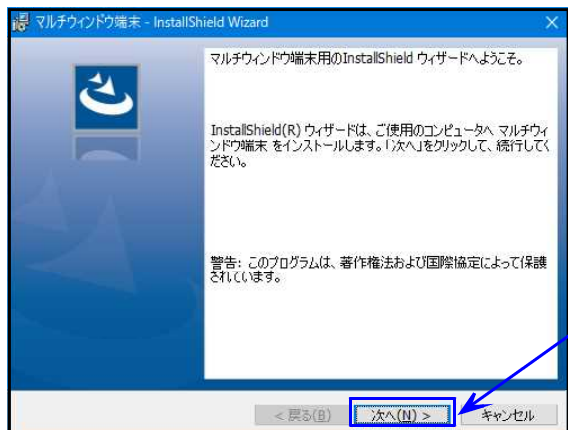 マルチウィンドウ端末 - InstallShield Wizard
マルチウィンドウ端末用のInstallShield ウィザードへようこそ。
InstallShield(R) ウィザードは、ご使用のコンピュータへ マルチウィ
ンドウ端末 をインストールします。「次へ」をクリックして、続行してく
ださい。
警告: このプログラムは、著作権法および国際協定によって保護
されています。
< 戻る(B)
次へ(N) >
キャンセル